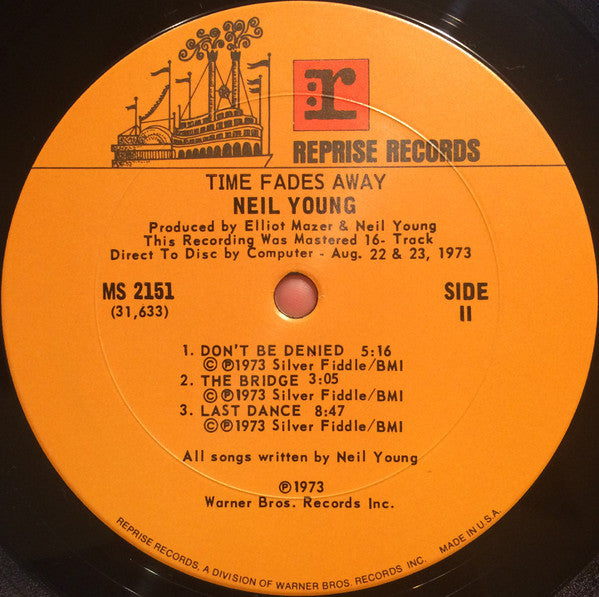 r:
REPRISE RECORDS
TIME FADES AWAY
NEIL YOUNG
Produced by Elliot Mazer & Neil Young
This Recording Was Mastered 16- Track
Direct To Disc by Computer - Aug. 22 & 23, 1973
MS 2151
(31,633)
SIDE
II
1. DON'T BE DENIED 5:16
©℗1973 Silver Fiddle/BMI
2. THE BRIDGE 3:05
©℗1973 Silver Fiddle/BMI
3. LAST DANCE 8:47
©℗1973 Silver Fiddle/BMI
All songs written by Neil Young
℗1973
Warner Bros. Records Inc.
REPRISE RECORDS, A DIVISION OF WARNER BROS. RECORDS INC. MADE IN U.S.A.